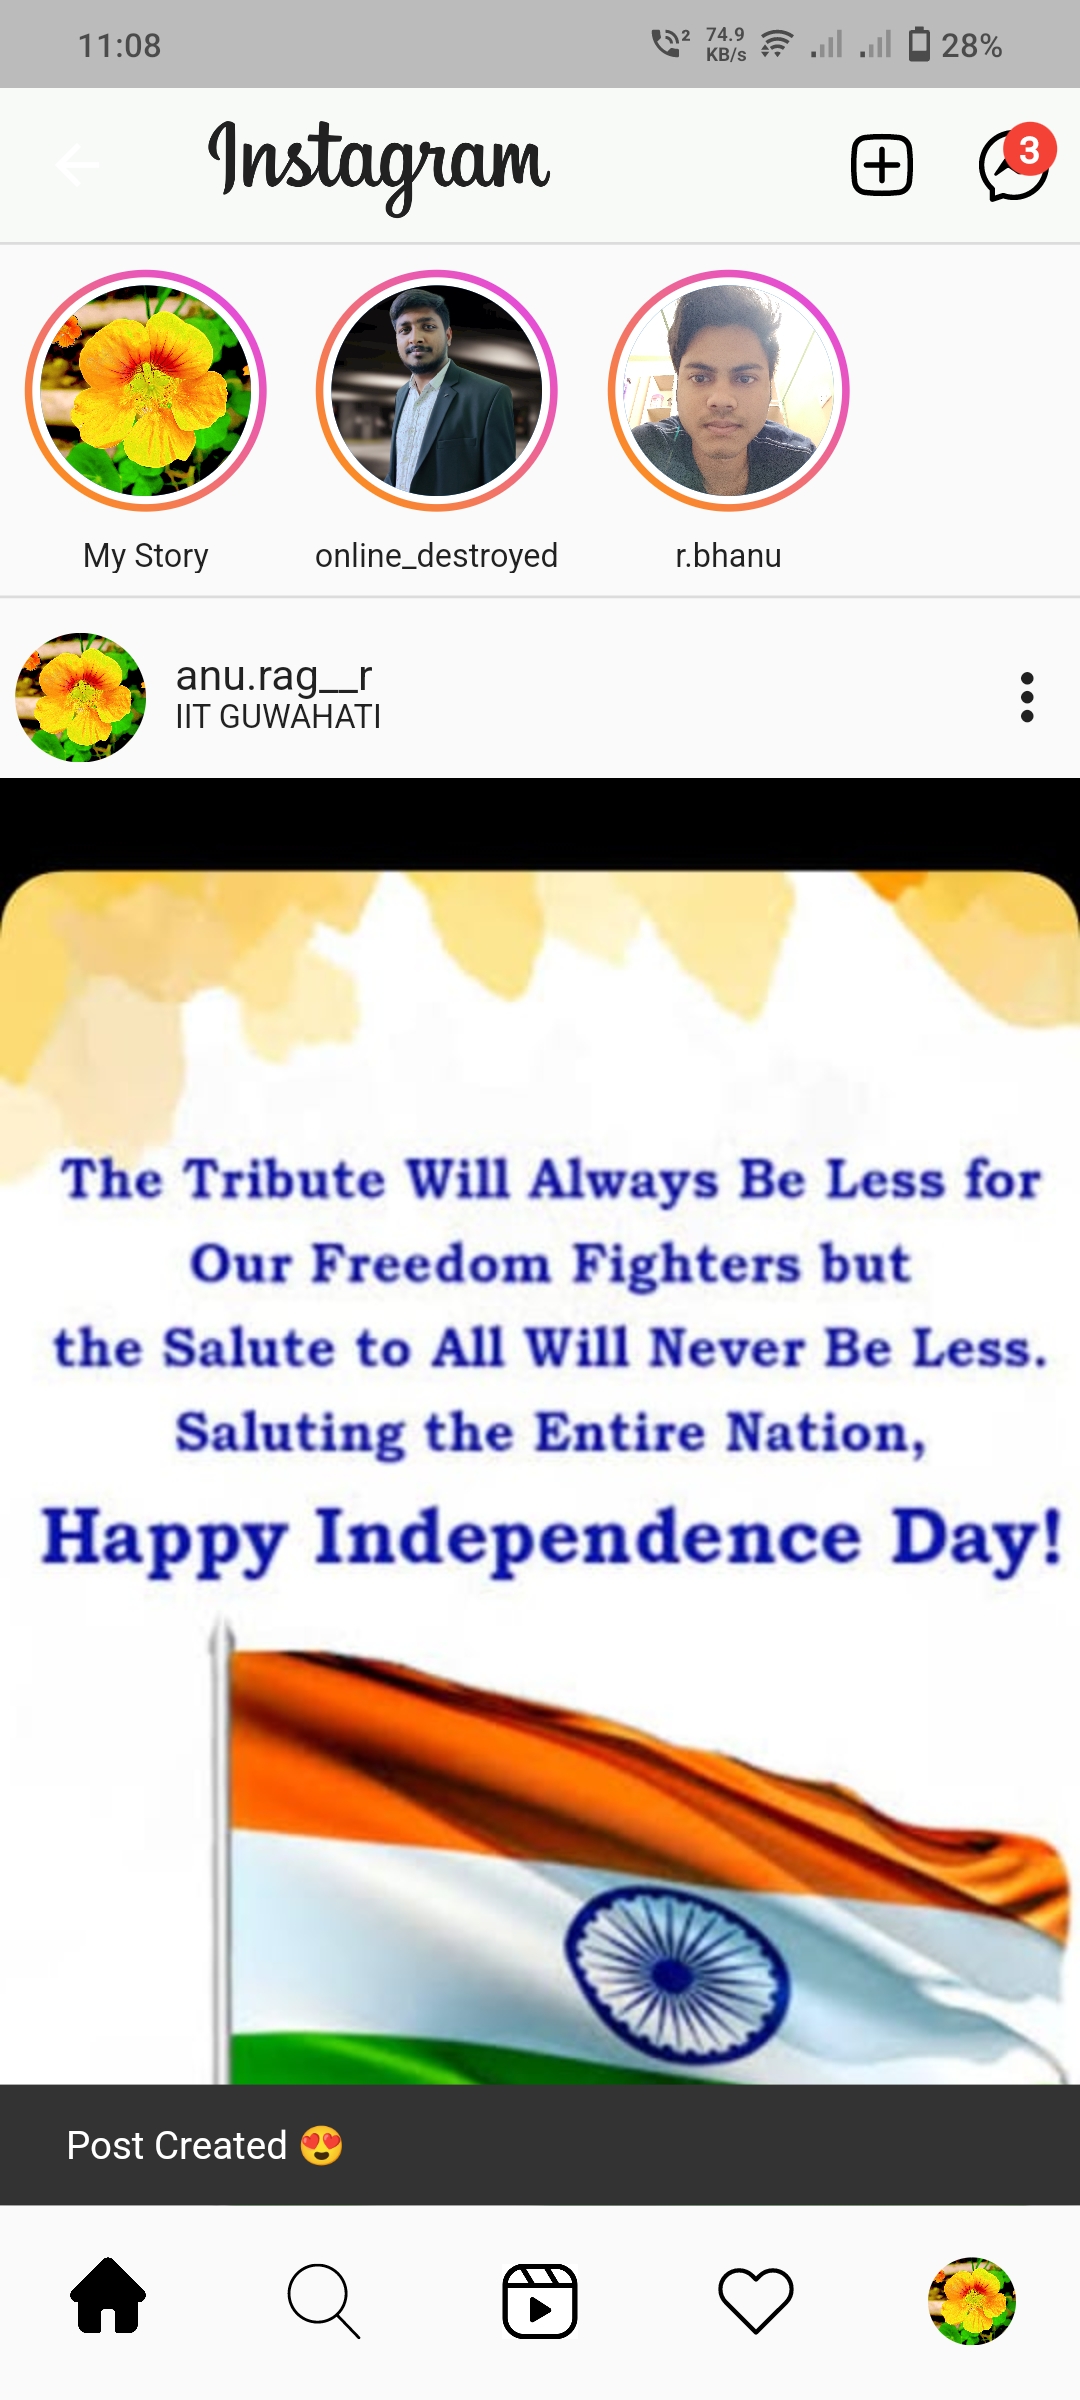 11:08
2
74.9
KB/s
28%
Instagram
3
My Story
online_destroyed
r.bhanu
anu.rag__r
IIT GUWAHATI
The Tribute Will Always Be Less for
Our Freedom Fighters but
the Salute to All Will Never Be Less.
Saluting the Entire Nation,
Happy Independence Day!
Post Created 😍